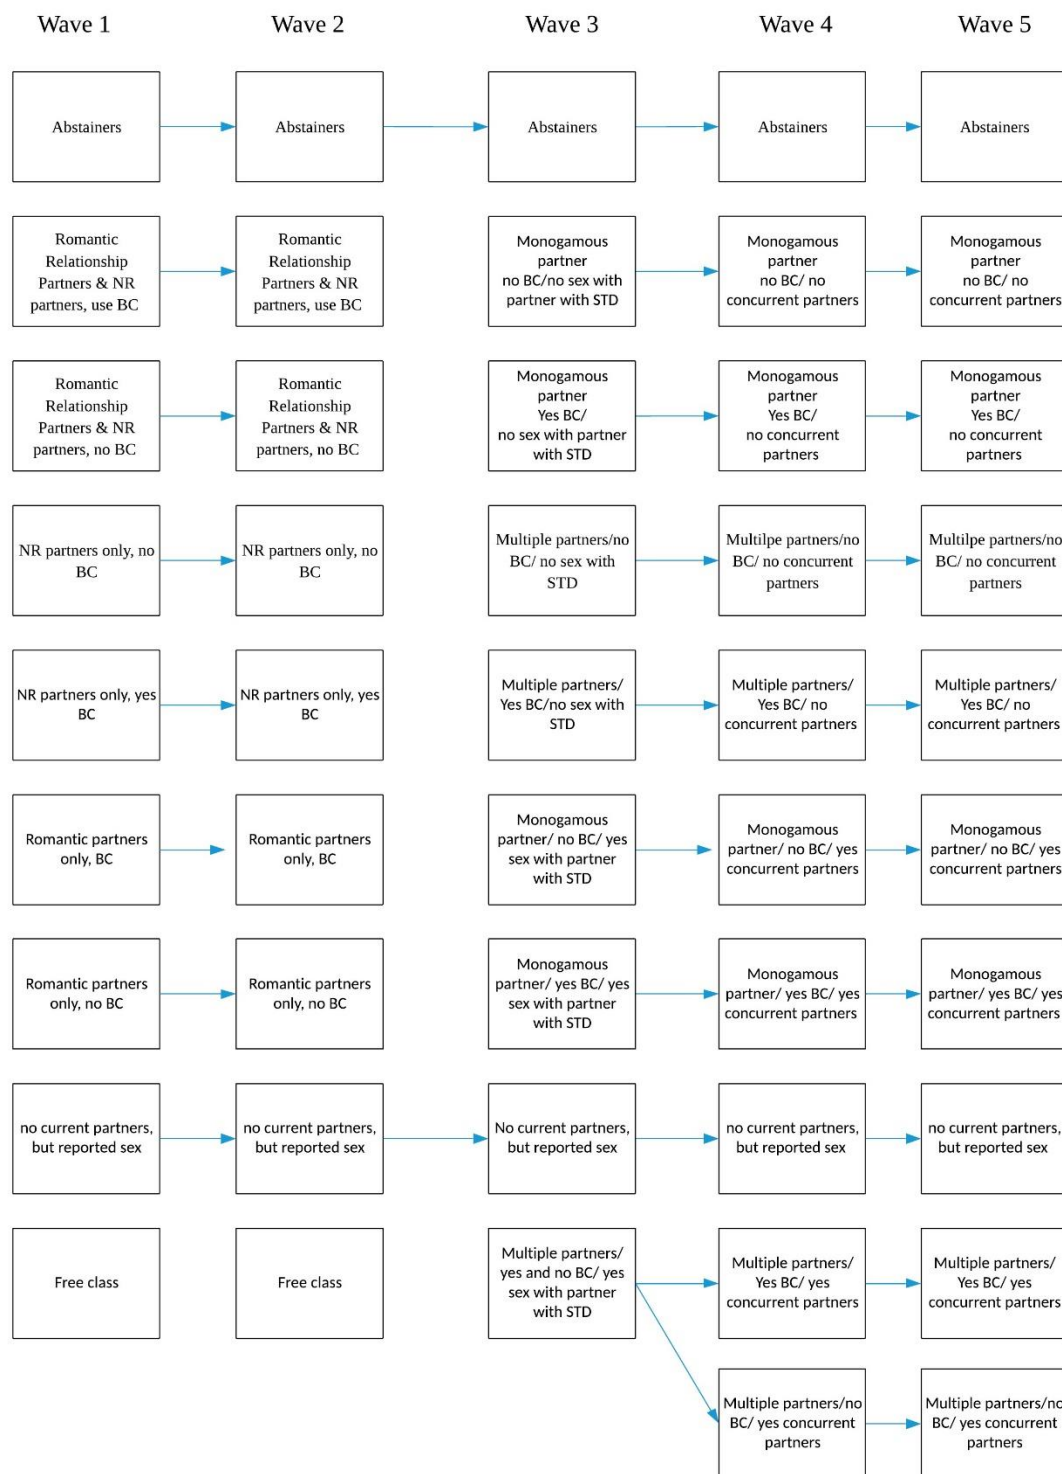 Wave 1
Wave 2
Wave 3
Wave 4
Wave 5
Abstainers
Abstainers
Abstainers
Abstainers
Abstainers
Romantic
Relationship
Partners & NR
partners, use BC
Romantic
Relationship
Partners & NR
partners, use BC
Monogamous
partner
no BC/no sex with
partner with STD
Monogamous
partner
no BC/ no
concurrent partners
Monogamous
partner
no BC/ no
concurrent partners
Romantic
Relationship
Partners & NR
partners, no BC
Romantic
Relationship
Partners & NR
partners, no BC
Monogamous
partner
Yes BC/
no sex with partner
with STD
Monogamous
partner
Yes BC/
no concurrent
partners
Monogamous
partner
Yes BC/
no concurrent
partners
NR partners only, no
BC
NR partners only, no
BC
Multiple partners/no
BC/ no sex with
STD
Multilpe partners/no
BC/ no concurrent
partners
Multilpe partners/no
BC/ no concurrent
partners
NR partners only, yes
BC
NR partners only, yes
BC
Multiple partners/
Yes BC/no sex with
STD
Multiple partners/
Yes BC/ no
concurrent partners
Multiple partners/
Yes BC/ no
concurrent partners
Romantic partners
only, BC
Romantic partners
only, BC
Monogamous
partner/ no BC/ yes
sex with partner
with STD
Monogamous
partner/ no BC/ yes
concurrent partners
Monogamous
partner/ no BC/ yes
concurrent partners
Romantic partners
only, no BC
Romantic partners
only, no BC
Monogamous
partner/ yes BC/ yes
sex with partner
with STD
Monogamous
partner/ yes BC/ yes
concurrent partners
Monogamous
partner/ yes BC/ yes
concurrent partners
no current partners,
but reported sex
no current partners,
but reported sex
No current partners,
but reported sex
no current partners,
but reported sex
no current partners,
but reported sex
Free class
Free class
Multiple partners/
yes and no BC/ yes
sex with partner
with STD
Multiple partners/
Yes BC/ yes
concurrent partners
Multiple partners/
Yes BC/ yes
concurrent partners
Multiple partners/no
BC/ yes concurrent
partners
Multiple partners/no
BC/ yes concurrent
partners